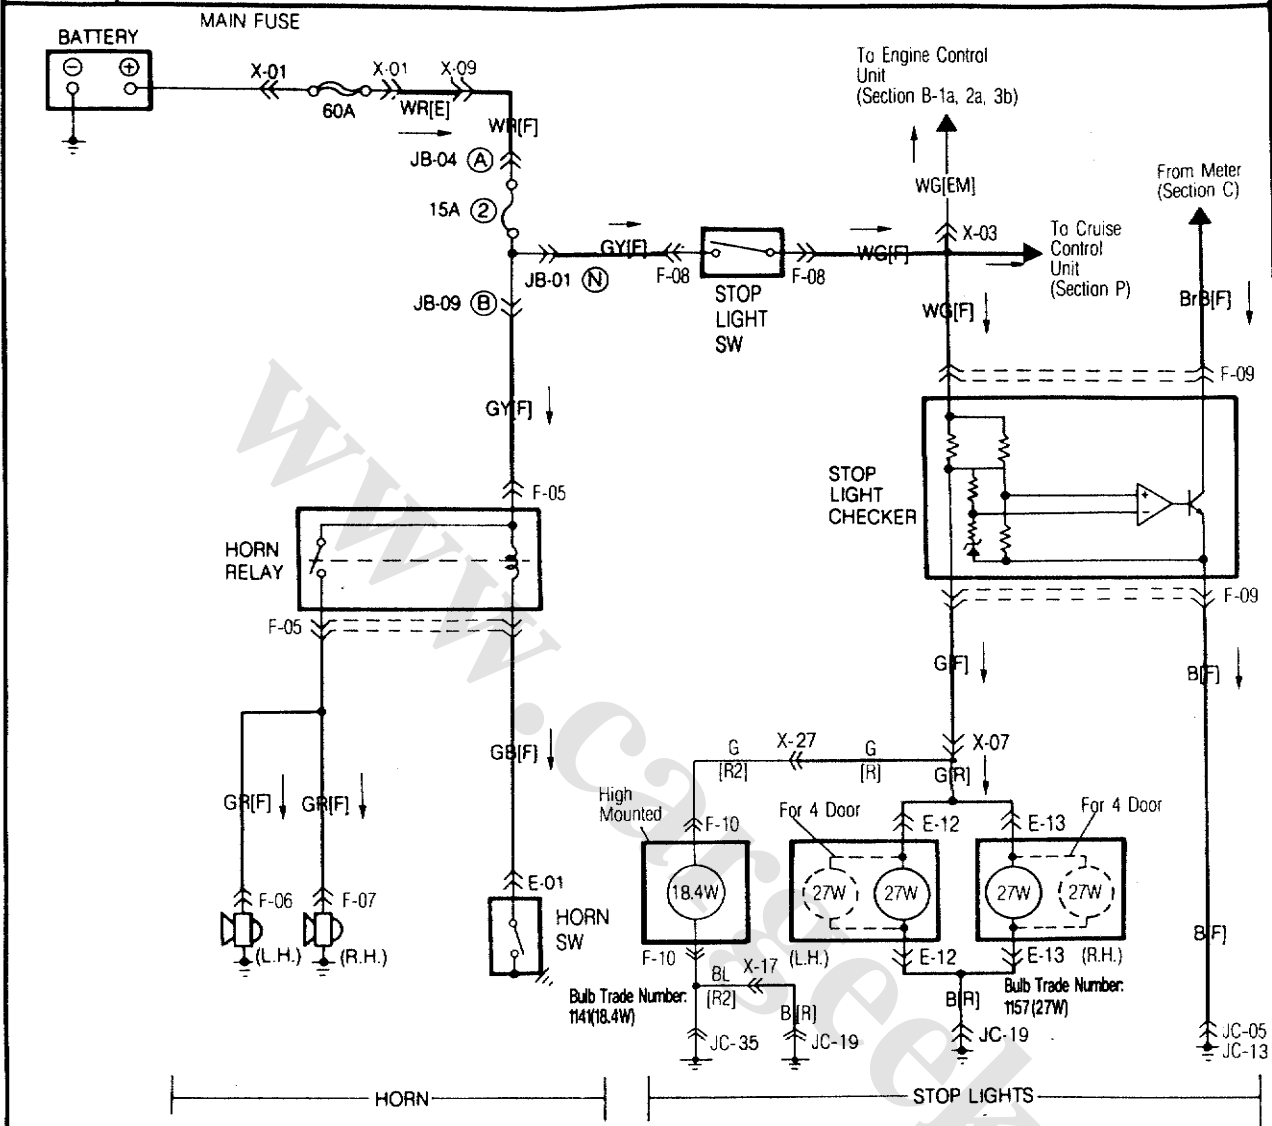 MAIN FUSE
BATTERY
X-01
60A
X-01
X-09
WR[E]
WR[F]
JB-04 A
15A 2
GY[F]
JB-01 N
F-08
F-08
STOP
LIGHT
SW
WG[F]
To Engine Control
Unit
(Section B-1a, 2a, 3b)
WG[EM]
X-03
To Cruise
Control
Unit
(Section P)
WG[F]
From Meter
(Section C)
BrB[F]
F-09
JB-09 B
GY[F]
F-05
HORN
RELAY
F-05
GB[F]
GR[F]
GR[F]
F-06
F-07
(L.H.)
(R.H.)
E-01
HORN
SW
STOP
LIGHT
CHECKER
+
-
F-09
G[F]
B[F]
X-07
G
[R2]
X-27
G
[R]
G[R]
High
Mounted
F-10
For 4 Door
E-12
E-13
For 4 Door
18.4W
27W
27W
27W
27W
F-10
(L.H.)
E-12
E-13
(R.H.)
B[F]
Bulb Trade Number:
1141(18.4W)
BL
[R2]
X-17
B[R]
JC-35
JC-19
B[R]
JC-19
Bulb Trade Number:
1157(27W)
JC-05
JC-13
HORN
STOP LIGHTS
www.cargeek